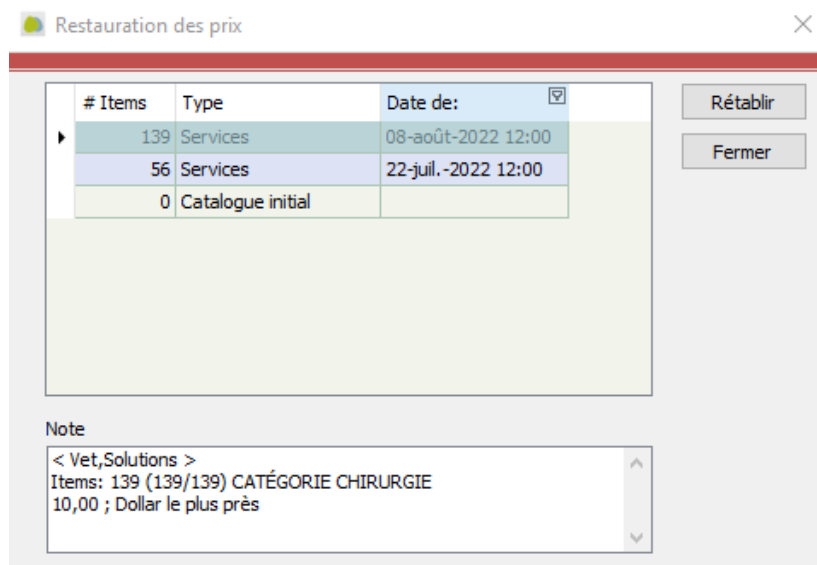 Restauration des prix
# Items Type Date de:
139 Services 08-août-2022 12:00
56 Services 22-juil.-2022 12:00
0 Catalogue initial
Rétablir
Fermer
Note
< Vet,Solutions >
Items: 139 (139/139) CATÉGORIE CHIRURGIE
10,00 ; Dollar le plus près